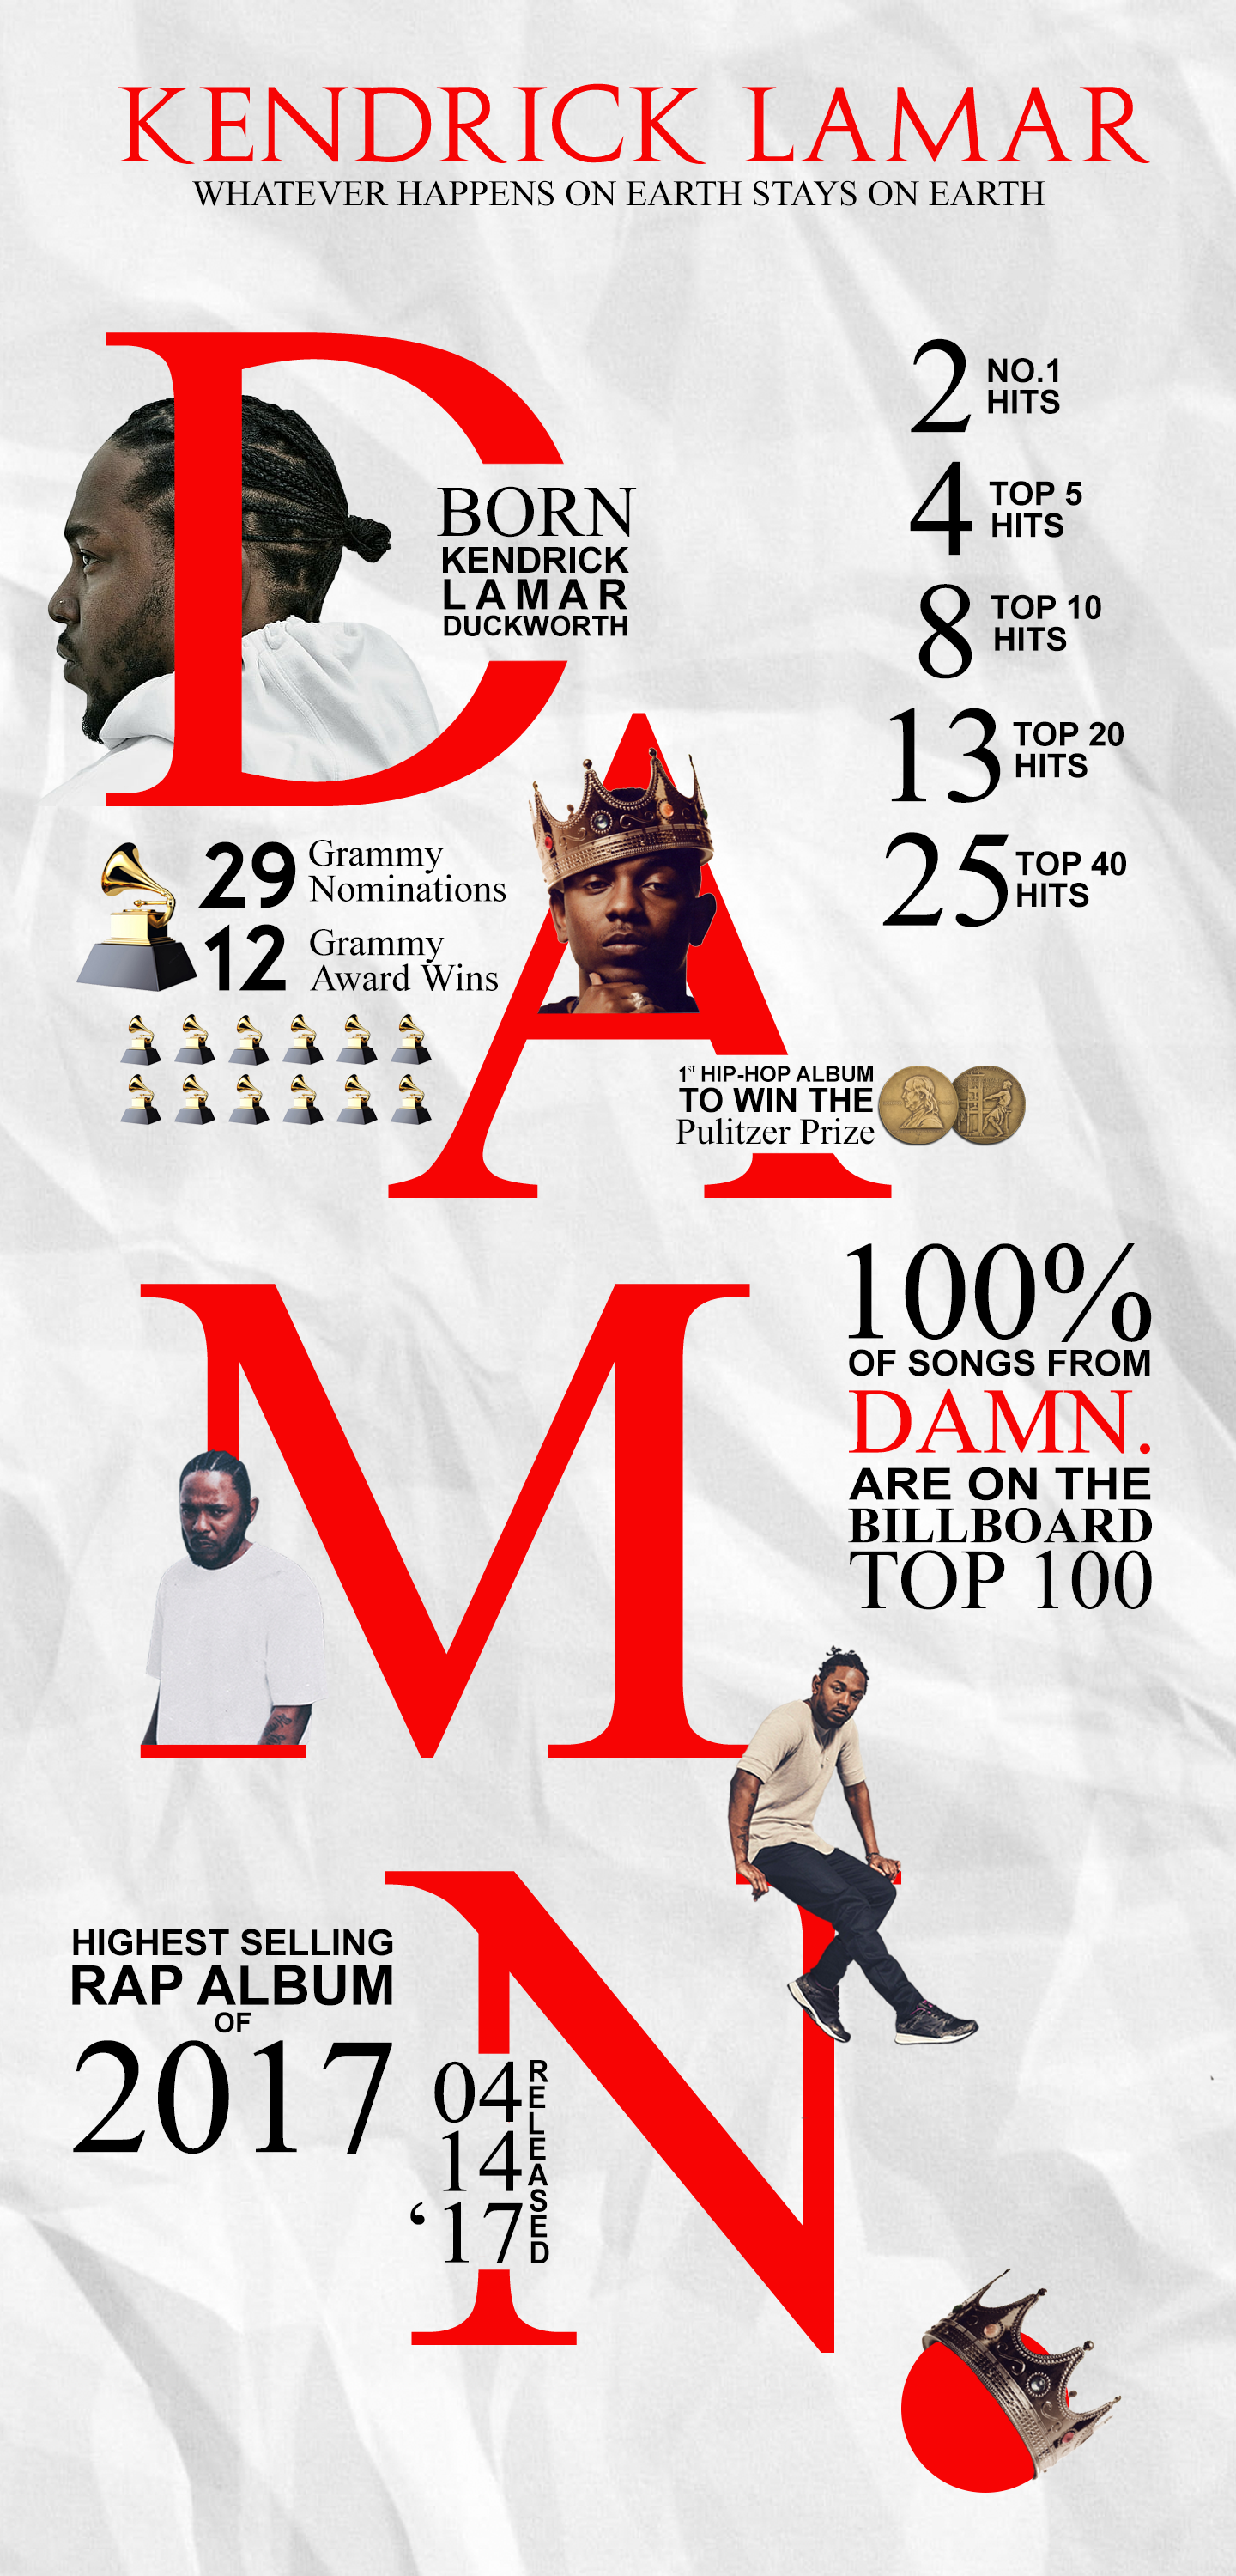 KENDRICK LAMAR
WHATEVER HAPPENS ON EARTH STAYS ON EARTH
D
BORN
KENDRICK
LAMAR
DUCKWORTH
2 NO.1
HITS
4 TOP 5
HITS
8 TOP 10
HITS
13 TOP 20
HITS
25 TOP 40
HITS
29 Grammy
Nominations
12 Grammy
Award Wins
A
1st HIP-HOP ALBUM
TO WIN THE
Pulitzer Prize
M
100%
OF SONGS FROM
DAMN.
ARE ON THE
BILLBOARD
TOP 100
N
HIGHEST SELLING
RAP ALBUM
OF
2017
04
14
‘17
RELEASED
.